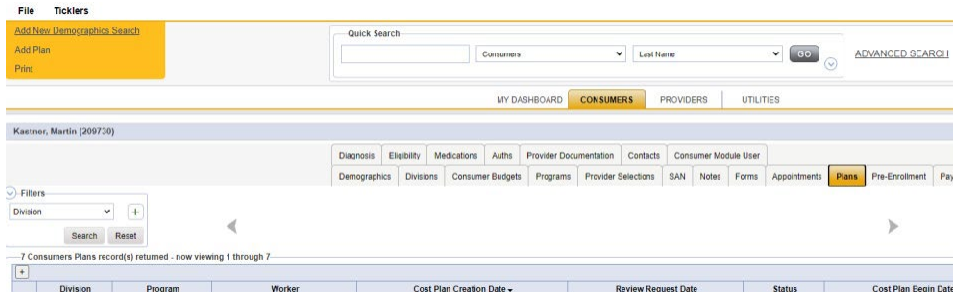 File Ticklers
Add New Demographics Search
Add Plan
Print
Quick Search
Consumers Last Name GO ADVANCED SEARCH
MY DASHBOARD CONSUMERS PROVIDERS UTILITIES
Martin (209730)
Diagnosis Eligibility Medications Auths Provider Documentation Contacts Consumer Module User
Demographics Divisions Consumer Budgets Programs Provider Selections SAN Notes Forms Appointments Plans Pre-Enrollment Pay
Filters
Division +
Search Reset
7 Consumers Plans record(s) returned - now viewing 1 through 7
+
Division Program Worker Cost Plan Creation Date Review Request Date Status Cost Plan Begin Date